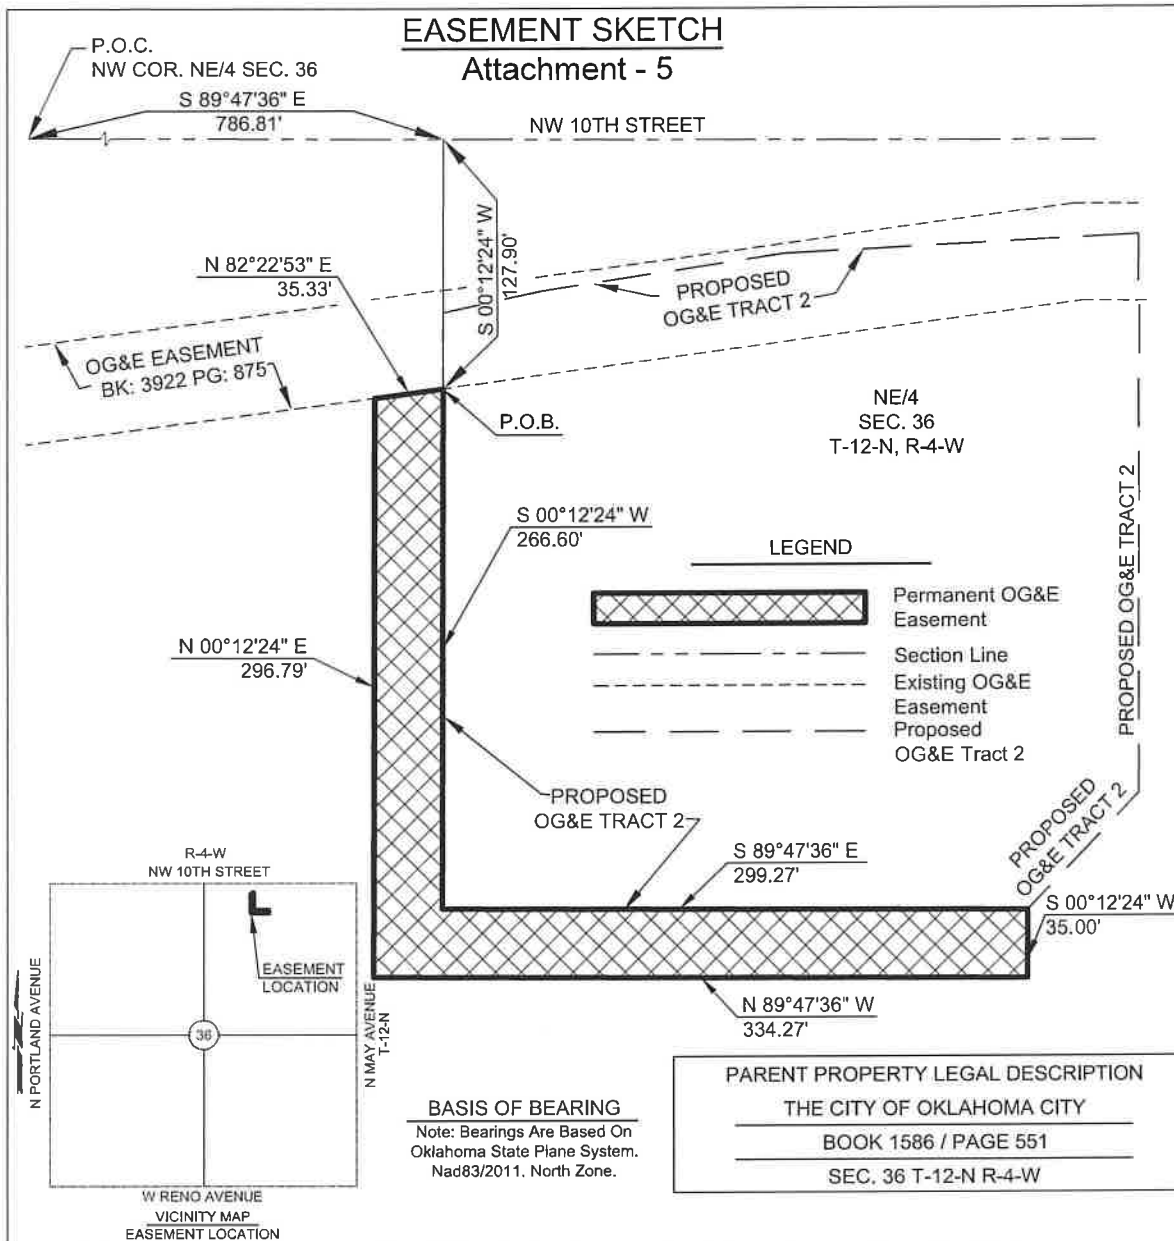 EASEMENT SKETCH
Attachment - 5
P.O.C.
NW COR. NE/4 SEC. 36
S 89°47'36" E
786.81'
NW 10TH STREET
S 00°12'24" W
127.90'
N 82°22'53" E
35.33'
PROPOSED
OG&E TRACT 2
OG&E EASEMENT
BK: 3922 PG: 875
P.O.B.
NE/4
SEC. 36
T-12-N, R-4-W
PROPOSED OG&E TRACT 2
S 00°12'24" W
266.60'
LEGEND
Permanent OG&E
Easement
Section Line
Existing OG&E
Easement
Proposed
OG&E Tract 2
N 00°12'24" E
296.79'
PROPOSED
OG&E TRACT 2
PROPOSED
OG&E TRACT 2
S 89°47'36" E
299.27'
S 00°12'24" W
35.00'
N 89°47'36" W
334.27'
R-4-W
NW 10TH STREET
EASEMENT
LOCATION
N PORTLAND AVENUE
36
N MAY AVENUE
T-12-N
W RENO AVENUE
VICINITY MAP
EASEMENT LOCATION
BASIS OF BEARING
Note: Bearings Are Based On
Oklahoma State Plane System.
Nad83/2011. North Zone.
PARENT PROPERTY LEGAL DESCRIPTION
THE CITY OF OKLAHOMA CITY
BOOK 1586 / PAGE 551
SEC. 36 T-12-N R-4-W